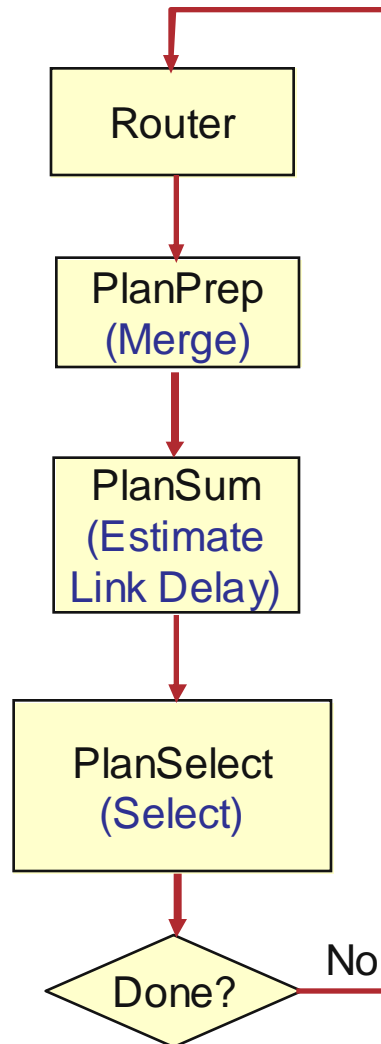 Router
PlanPrep
(Merge)
PlanSum
(Estimate
Link Delay)
PlanSelect
(Select)
No
Done?